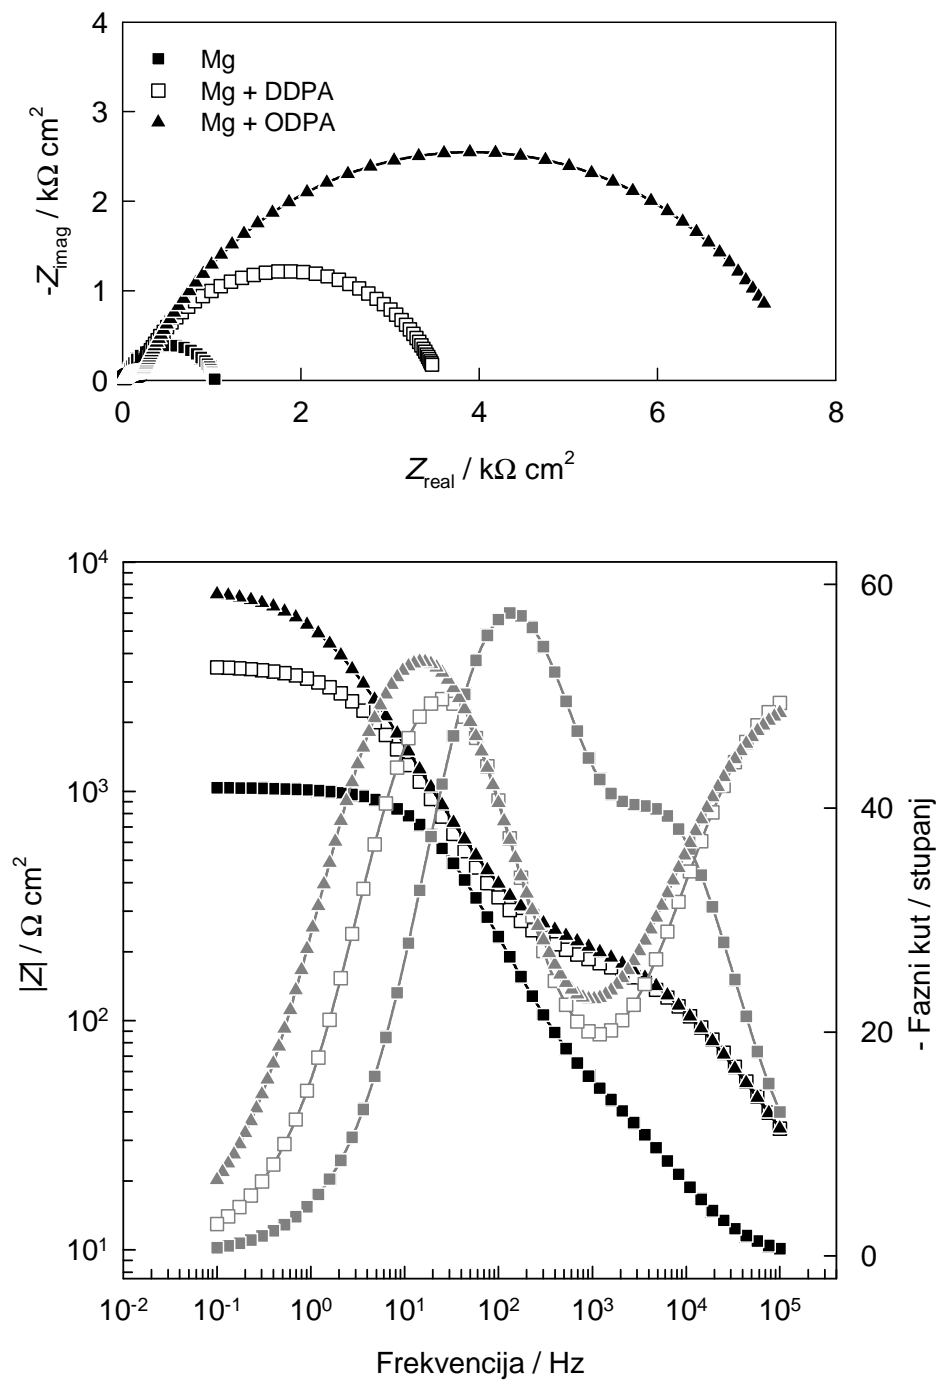 4
3
2
1
0
-Zimag / kΩ cm²
Mg
Mg + DDPA
Mg + ODPA
0 2 4 6 8
Zreal / kΩ cm²
10⁴
10³
10²
10¹
|Z| / Ω cm²
60
40
20
0
- Fazni kut / stupanj
10⁻² 10⁻¹ 10⁰ 10¹ 10² 10³ 10⁴ 10⁵
Frekvencija / Hz